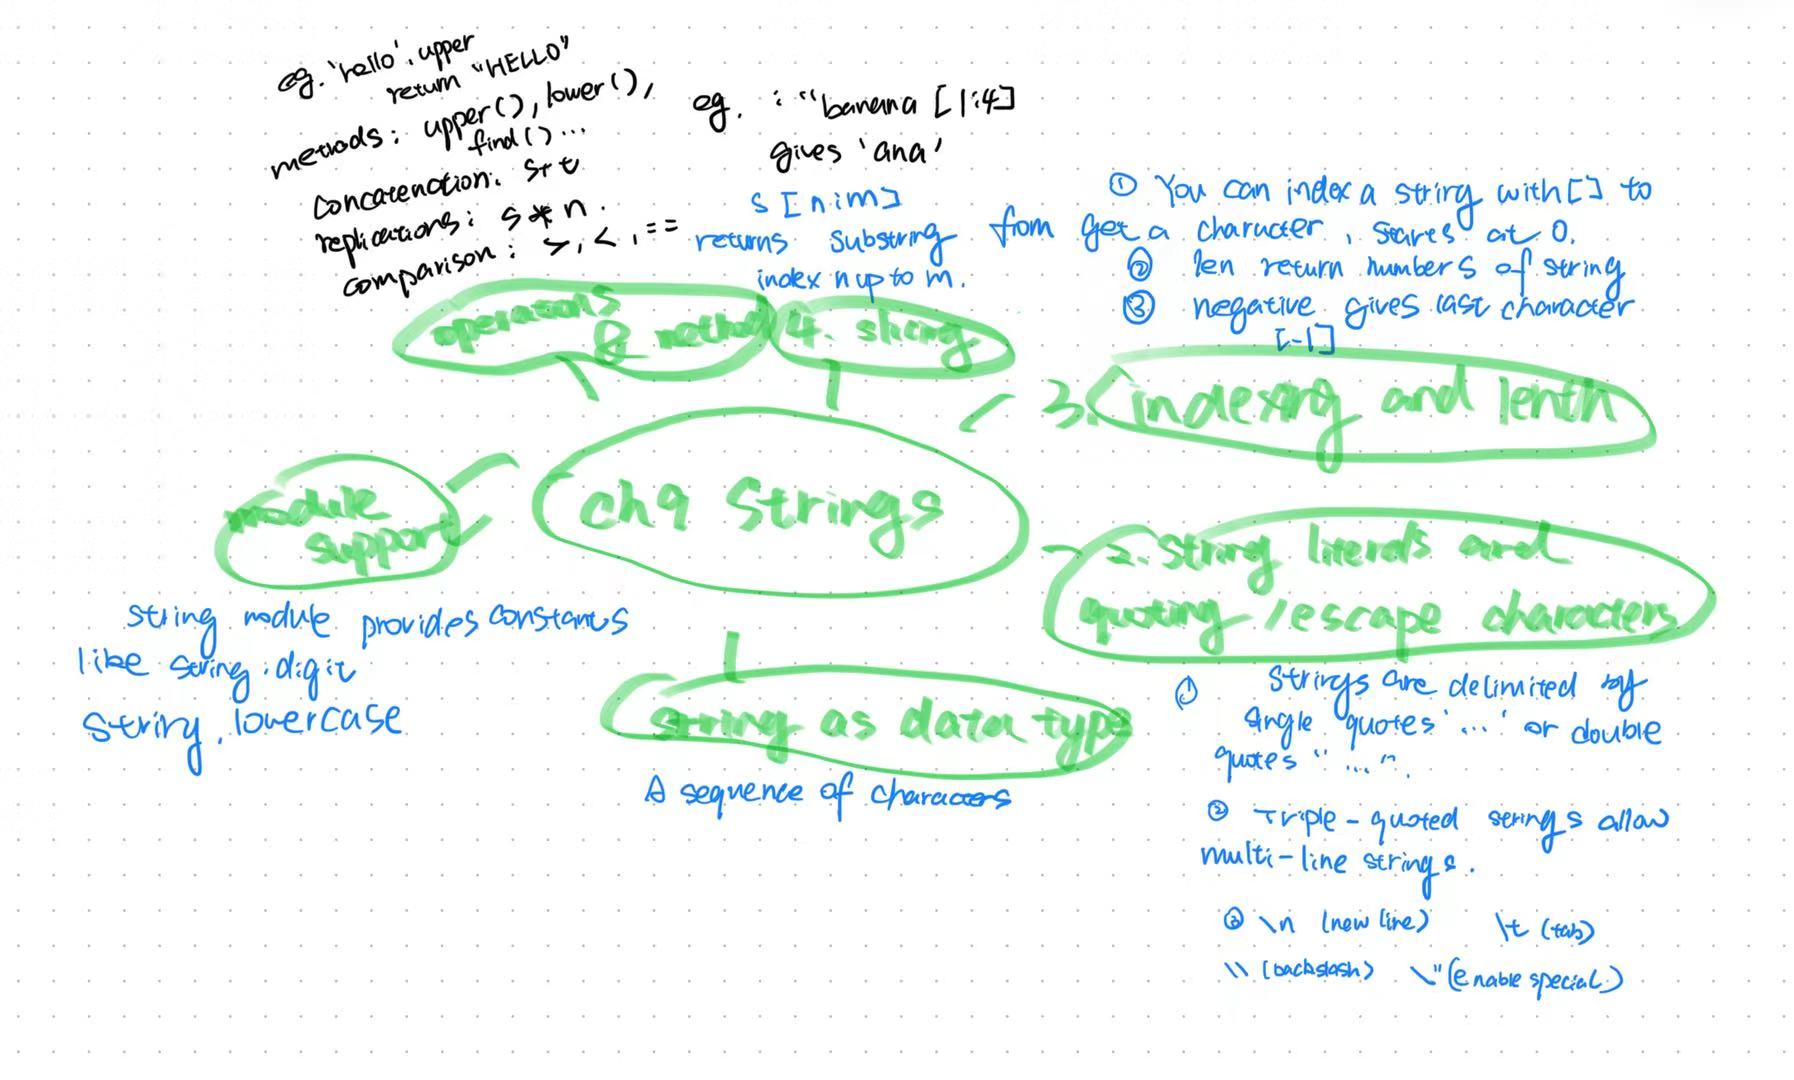 eg. 'hello'. upper
return "HELLO"
methods: upper(), lower(),
find()...
Concatenation. s+t
replications: s * n.
comparison: >, <, ==
operations
& method
eg. : "banana [1:4]
gives 'ana'
s [n:m]
returns substring from
index n up to m.
4. slicing
① You can index a string with [] to
get a character, starts at 0.
② len return numbers of string
③ negative gives last character
[-1]
3. indexing and lenth
ch9 Strings
module
support
string module provides constants
like string.digit
string.lowercase
string as data type
A sequence of characters
2. string literals and
quoting /escape characters
① Strings are delimited by
single quotes '...' or double
quotes "...".
② Triple-quoted strings allow
multi-line strings.
③ \n (new line) \t (tab)
\\ (backslash) \" (enable special)